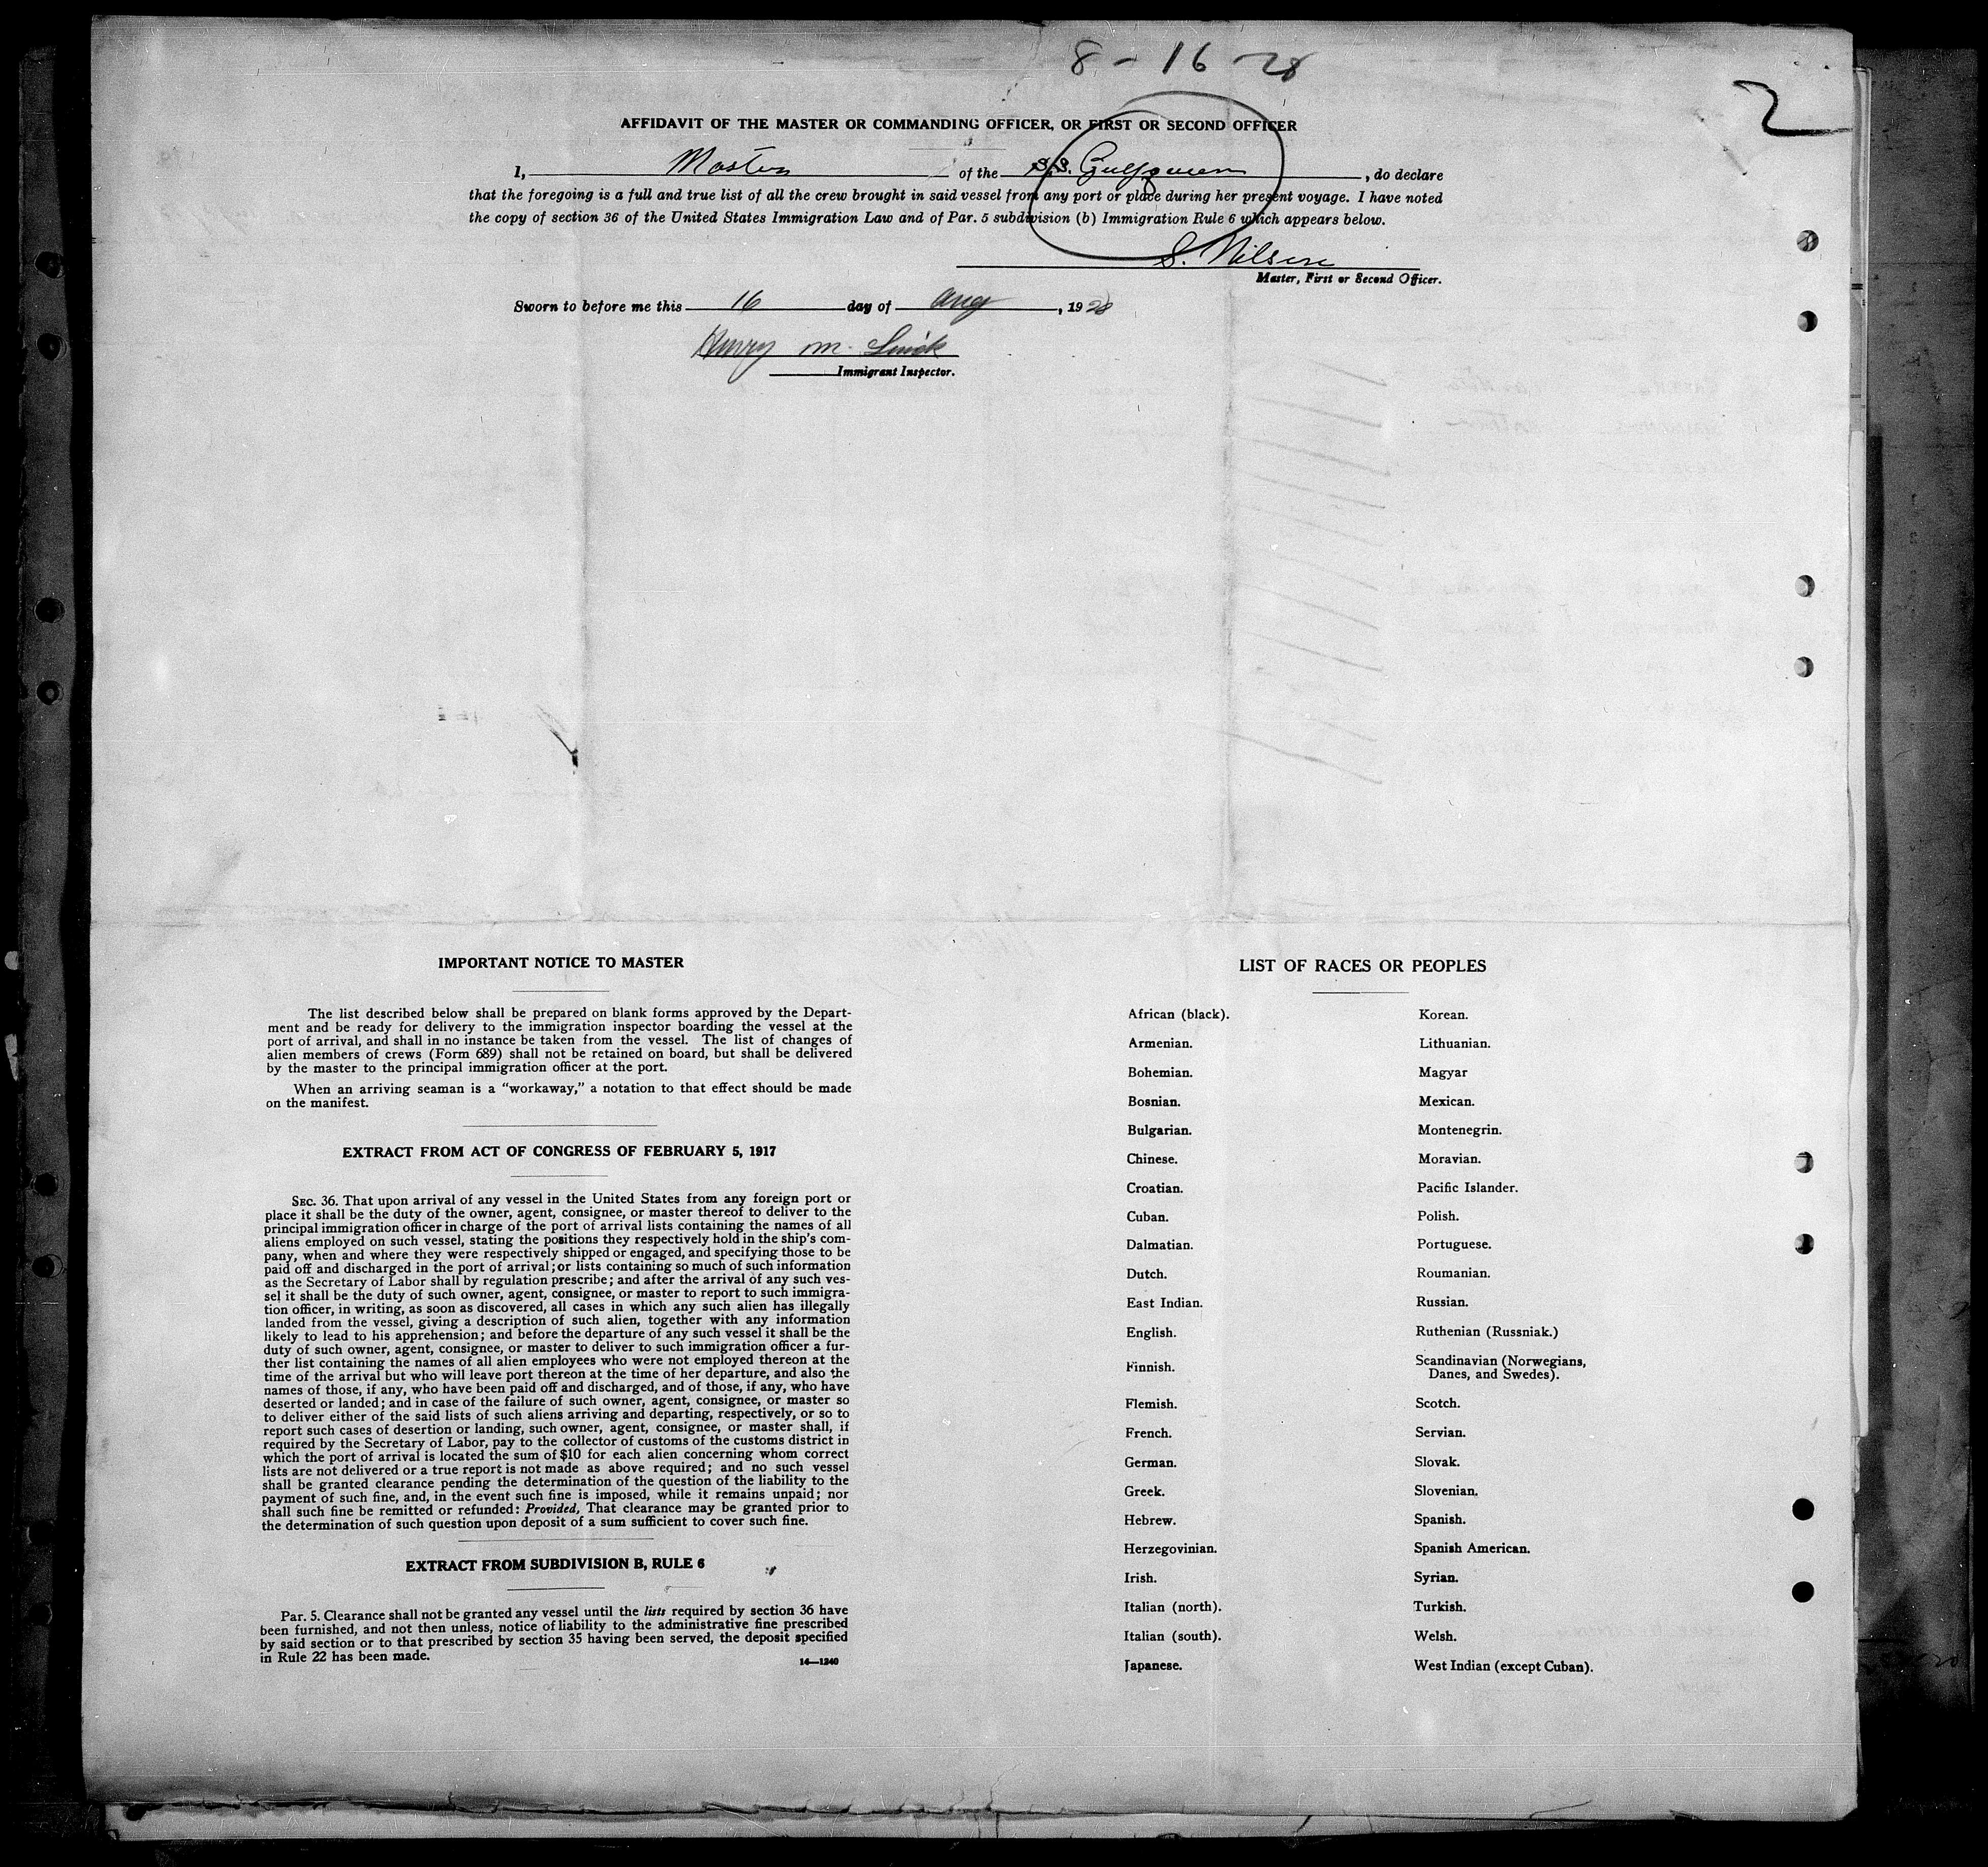 8-16-28
2
AFFIDAVIT OF THE MASTER OR COMMANDING OFFICER, OR FIRST OR SECOND OFFICER
I, Master of the S.S. Gulfqueen, do declare
that the foregoing is a full and true list of all the crew brought in said vessel from any port or place during her present voyage. I have noted
the copy of section 36 of the United States Immigration Law and of Par. 5 subdivision (b) Immigration Rule 6 which appears below.
S. Nilsen
Master, First or Second Officer.
Sworn to before me this 16 day of Aug, 1928
Henry M.
Immigrant Inspector.
IMPORTANT NOTICE TO MASTER
The list described below shall be prepared on blank forms approved by the Depart-
ment and be ready for delivery to the immigration inspector boarding the vessel at the
port of arrival, and shall in no instance be taken from the vessel. The list of changes of
alien members of crews (Form 689) shall not be retained on board, but shall be delivered
by the master to the principal immigration officer at the port.
When an arriving seaman is a "workaway," a notation to that effect should be made
on the manifest.
EXTRACT FROM ACT OF CONGRESS OF FEBRUARY 5, 1917
SEC. 36. That upon arrival of any vessel in the United States from any foreign port or
place it shall be the duty of the owner, agent, consignee, or master thereof to deliver to the
principal immigration officer in charge of the port of arrival lists containing the names of all
aliens employed on such vessel, stating the positions they respectively hold in the ship's com-
pany, when and where they were respectively shipped or engaged, and specifying those to be
paid off and discharged in the port of arrival; or lists containing so much of such information
as the Secretary of Labor shall by regulation prescribe; and after the arrival of any such ves-
sel it shall be the duty of such owner, agent, consignee, or master to report to such immigra-
tion officer, in writing, as soon as discovered, all cases in which any such alien has illegally
landed from the vessel, giving a description of such alien, together with any information
likely to lead to his apprehension; and before the departure of any such vessel it shall be the
duty of such owner, agent, consignee, or master to deliver to such immigration officer a fur-
ther list containing the names of all alien employees who were not employed thereon at the
time of the arrival but who will leave port thereon at the time of her departure, and also the
names of those, if any, who have been paid off and discharged, and of those, if any, who have
deserted or landed; and in case of the failure of such owner, agent, consignee, or master so
to deliver either of the said lists of such aliens arriving and departing, respectively, or so to
report such cases of desertion or landing, such owner, agent, consignee, or master shall, if
required by the Secretary of Labor, pay to the collector of customs of the customs district in
which the port of arrival is located the sum of $10 for each alien concerning whom correct
lists are not delivered or a true report is not made as above required; and no such vessel
shall be granted clearance pending the determination of the question of the liability to the
payment of such fine, and, in the event such fine is imposed, while it remains unpaid; nor
shall such fine be remitted or refunded: Provided, That clearance may be granted prior to
the determination of such question upon deposit of a sum sufficient to cover such fine.
EXTRACT FROM SUBDIVISION B, RULE 6
Par. 5. Clearance shall not be granted any vessel until the lists required by section 36 have
been furnished, and not then unless, notice of liability to the administrative fine prescribed
by said section or to that prescribed by section 35 having been served, the deposit specified
in Rule 22 has been made.
14—1240
LIST OF RACES OR PEOPLES
African (black).
Armenian.
Bohemian.
Bosnian.
Bulgarian.
Chinese.
Croatian.
Cuban.
Dalmatian.
Dutch.
East Indian.
English.
Finnish.
Flemish.
French.
German.
Greek.
Hebrew.
Herzegovinian.
Irish.
Italian (north).
Italian (south).
Japanese.
Korean.
Lithuanian.
Magyar
Mexican.
Montenegrin.
Moravian.
Pacific Islander.
Polish.
Portuguese.
Roumanian.
Russian.
Ruthenian (Russniak.)
Scandinavian (Norwegians,
Danes, and Swedes).
Scotch.
Servian.
Slovak.
Slovenian.
Spanish.
Spanish American.
Syrian.
Turkish.
Welsh.
West Indian (except Cuban).